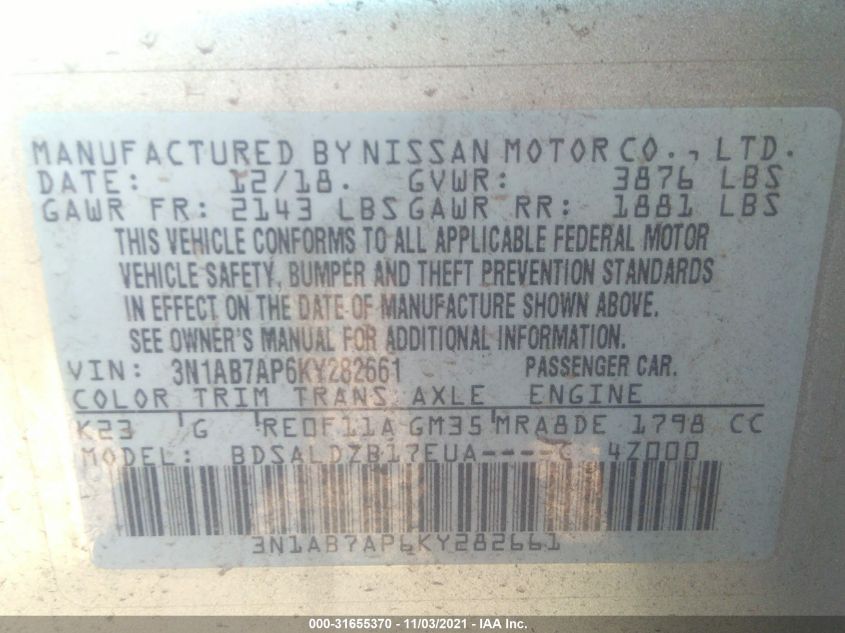 MANUFACTURED BY NISSAN MOTOR CO., LTD.
DATE: 12/18. GVWR: 3876 LBS
GAWR FR: 2143 LBS GAWR RR: 1881 LBS
THIS VEHICLE CONFORMS TO ALL APPLICABLE FEDERAL MOTOR
VEHICLE SAFETY, BUMPER AND THEFT PREVENTION STANDARDS
IN EFFECT ON THE DATE OF MANUFACTURE SHOWN ABOVE.
SEE OWNER'S MANUAL FOR ADDITIONAL INFORMATION.
VIN: 3N1AB7AP6KY282661 PASSENGER CAR.
COLOR TRIM TRANS AXLE ENGINE
K23 'G 'RE0F11A GM35 'MRA8DE 1798 CC
MODEL: BDSALDZB17EUA----C 4Z000
3N1AB7AP6KY282661
000-31655370 - 11/03/2021 - IAA Inc.